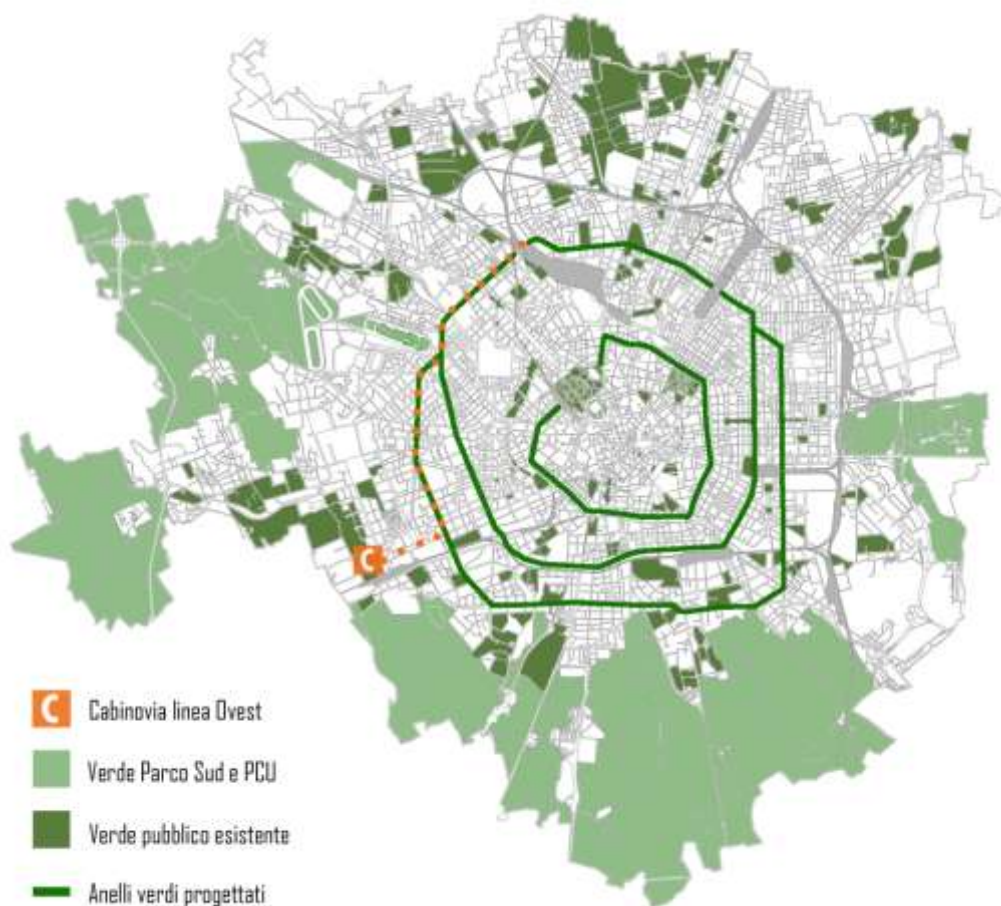 C
C Cabinovia linea Ovest
Verde Parco Sud e PCU
Verde pubblico esistente
Anelli verdi progettati